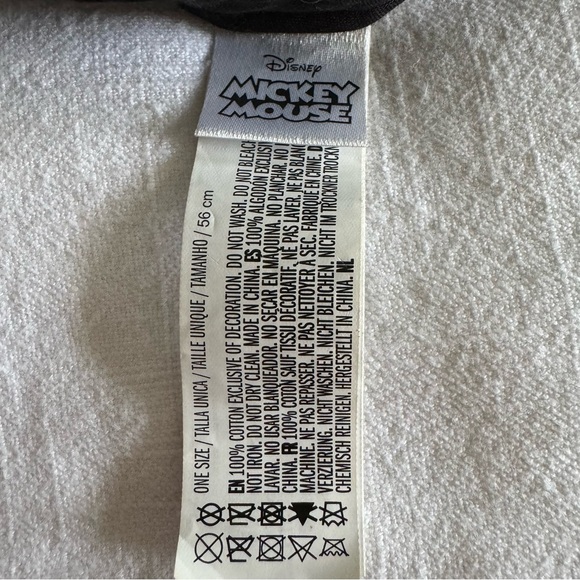 Disney
MICKEY
MOUSE
ONE SIZE / TALLA UNICA / TAILLE UNIQUE / TAMANHO / 56 cm
EN 100% COTTON EXCLUSIVE OF DECORATION. DO NOT WASH. DO NOT BLEACH
NOT IRON. DO NOT DRY CLEAN. MADE IN CHINA. ES 100% ALGODON EXCLUSI
LAVAR. NO USAR BLANQUEADOR. NO SECAR EN MAQUINA. NO PLANCHAR. NO
CHINA. FR 100% COTON SAUF TISSU DÉCORATIF. NE PAS LAVER. NE PAS BLANC
MACHINE. NE PAS REPASSER. NE PAS NETTOYER À SEC. FABRIQUÉ EN CHINE. D
VERZIERUNG. NICHT WASCHEN. NICHT BLEICHEN. NICHT IM TROCKNER TROCKN
CHEMISCH REINIGEN. HERGESTELLT IN CHINA. NL